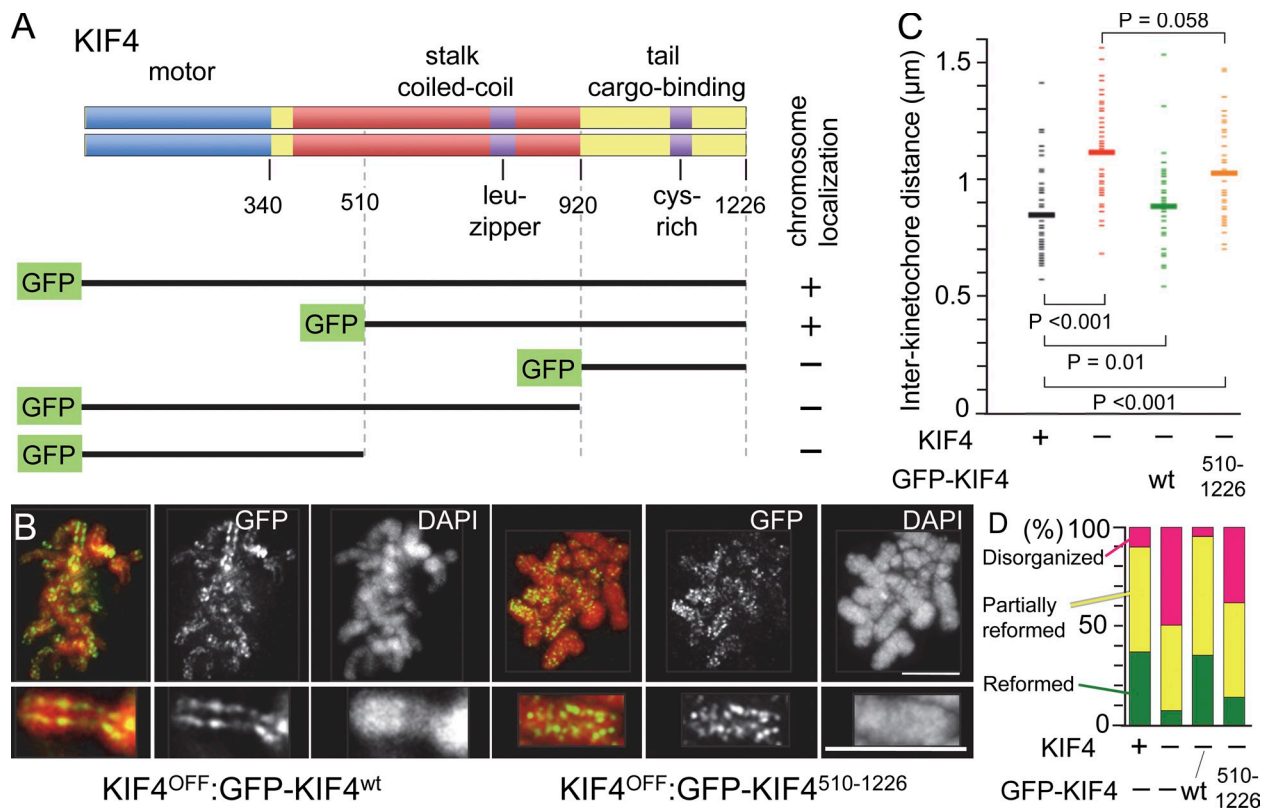 A
KIF4
motor
stalk
coiled-coil
tail
cargo-binding
chromosome
localization
340
510
leu-
zipper
920
cys-
rich
1226
GFP
+
GFP
+
GFP
−
GFP
−
GFP
−
B
GFP
DAPI
GFP
DAPI
KIF4OFF:GFP-KIF4wt
KIF4OFF:GFP-KIF4510-1226
C
P = 0.058
Inter-kinetochore distance (μm)
1.5
1
0.5
0
P <0.001
P = 0.01
P <0.001
KIF4
+
−
−
−
GFP-KIF4
wt
510-
1226
D
100
(%)
Disorganized
Partially
reformed
50
Reformed
0
KIF4
+
−
−
−
GFP-KIF4
−
−
wt
510-
1226